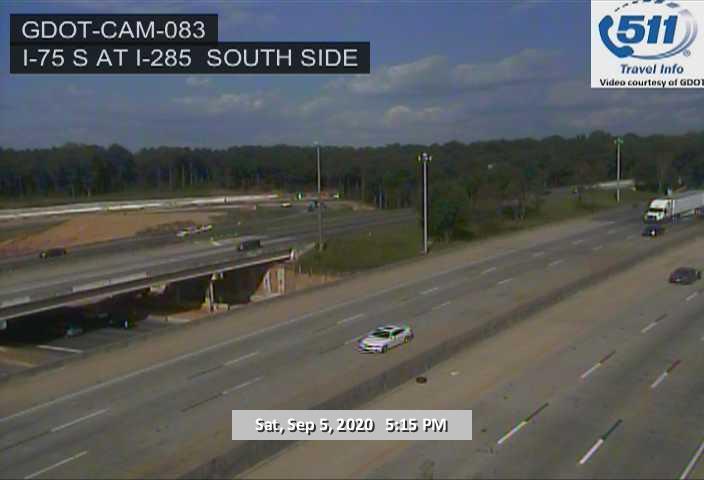 GDOT-CAM-083
I-75 S AT I-285 SOUTH SIDE
511
Travel Info
Video courtesy of GDOT
Sat, Sep 5, 2020 5:15 PM